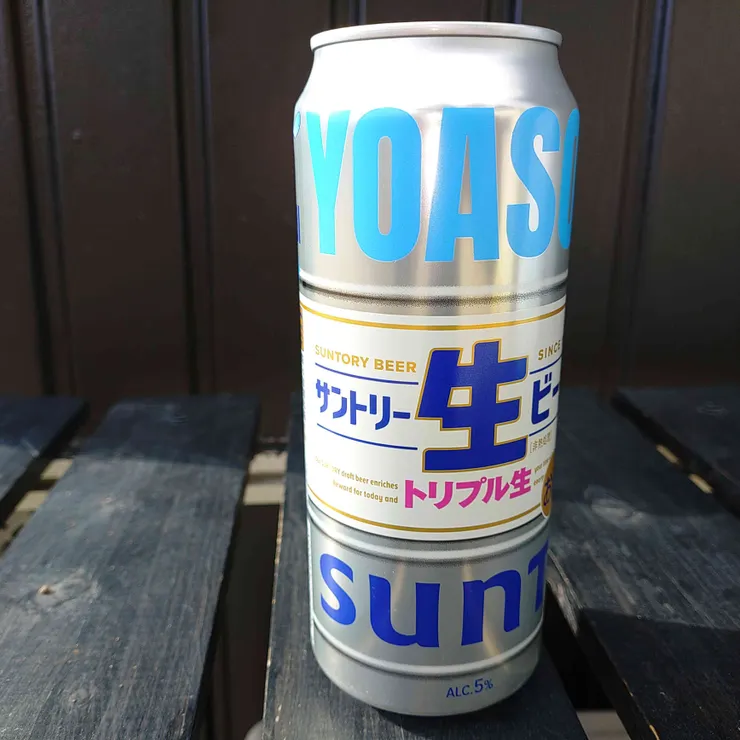 YOASO
SUNTORY BEER
SINCE
サントリー生ビー
[非熱処理]
draft beer enriches
reward for today and
トリプル生
SUNT
ALC.5%